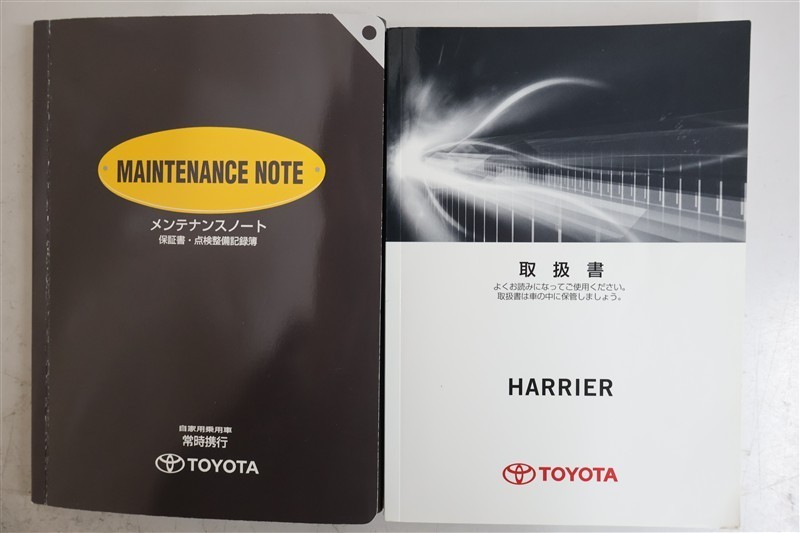 MAINTENANCE NOTE
メンテナンスノート
保証書・点検整備記録簿
自家用乗用車
常時携行
TOYOTA
取扱書
よくお読みになってご使用ください。
取扱書は車の中に保管しましょう。
HARRIER
TOYOTA